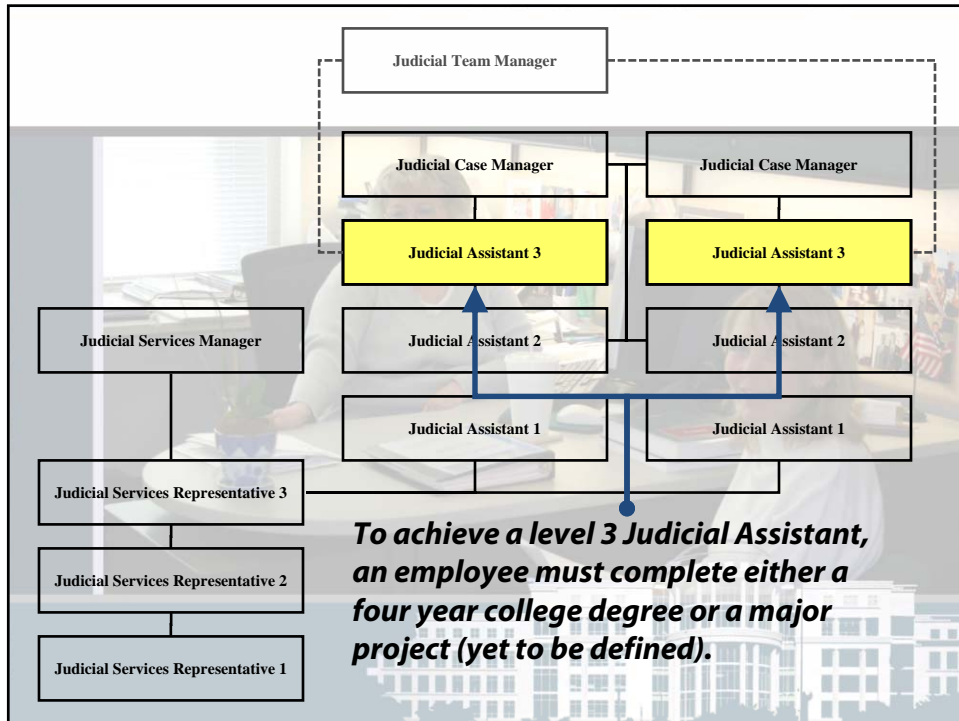 Judicial Team Manager
Judicial Case Manager
Judicial Case Manager
Judicial Assistant 3
Judicial Assistant 3
Judicial Services Manager
Judicial Assistant 2
Judicial Assistant 2
Judicial Assistant 1
Judicial Assistant 1
Judicial Services Representative 3
Judicial Services Representative 2
Judicial Services Representative 1
To achieve a level 3 Judicial Assistant,
an employee must complete either a
four year college degree or a major
project (yet to be defined).